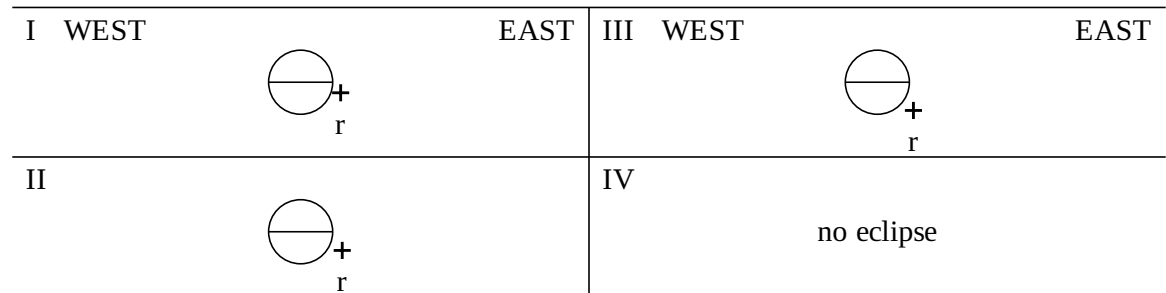 I WEST EAST
r
II
r
III WEST EAST
r
IV
no eclipse